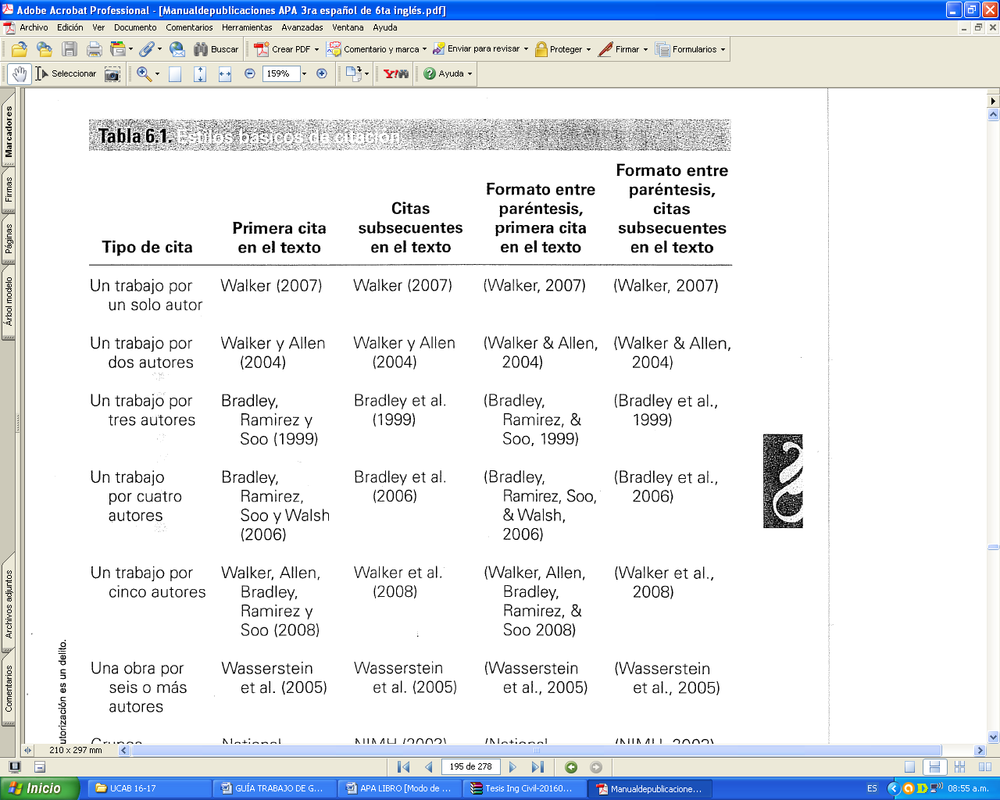 Adobe Acrobat Professional - [Manualdepublicaciones APA 3ra español de 6ta inglés.pdf]
Archivo Edición Ver Documento Comentarios Herramientas Avanzadas Ventana Ayuda
Buscar Crear PDF Comentario y marca Enviar para revisar Proteger Firmar Formularios
Seleccionar 159% Y! Ayuda
Marcadores
Firmas
Páginas
Árbol modelo
Archivos adjuntos
Comentarios
Tabla 6.1. Estilos básicos de citación
Tipo de cita
Primera cita
en el texto
Citas
subsecuentes
en el texto
Formato entre
paréntesis,
primera cita
en el texto
Formato entre
paréntesis,
citas
subsecuentes
en el texto
Un trabajo por
un solo autor
Walker (2007)
Walker (2007)
(Walker, 2007)
(Walker, 2007)
Un trabajo por
dos autores
Walker y Allen
(2004)
Walker y Allen
(2004)
(Walker & Allen,
2004)
(Walker & Allen,
2004)
Un trabajo por
tres autores
Bradley,
Ramirez y
Soo (1999)
Bradley et al.
(1999)
(Bradley,
Ramirez, &
Soo, 1999)
(Bradley et al.,
1999)
Un trabajo
por cuatro
autores
Bradley,
Ramirez,
Soo y Walsh
(2006)
Bradley et al.
(2006)
(Bradley,
Ramirez, Soo,
& Walsh,
2006)
(Bradley et al.,
2006)
Un trabajo por
cinco autores
Walker, Allen,
Bradley,
Ramirez y
Soo (2008)
Walker et al.
(2008)
(Walker, Allen,
Bradley,
Ramirez, &
Soo 2008)
(Walker et al.,
2008)
Una obra por
seis o más
autores
Wasserstein
et al. (2005)
Wasserstein
et al. (2005)
(Wasserstein
et al., 2005)
(Wasserstein
et al., 2005)
Grupos
National
NIMH (2003)
(National
(NIMH, 2003)
utorización es un delito.
210 x 297 mm
195 de 278
Inicio UCAB 16-17 GUÍA TRABAJO DE G... APA LIBRO [Modo de ... Tesis Ing Civil-20160... Manualdepublicacione... ES 08:55 a.m.